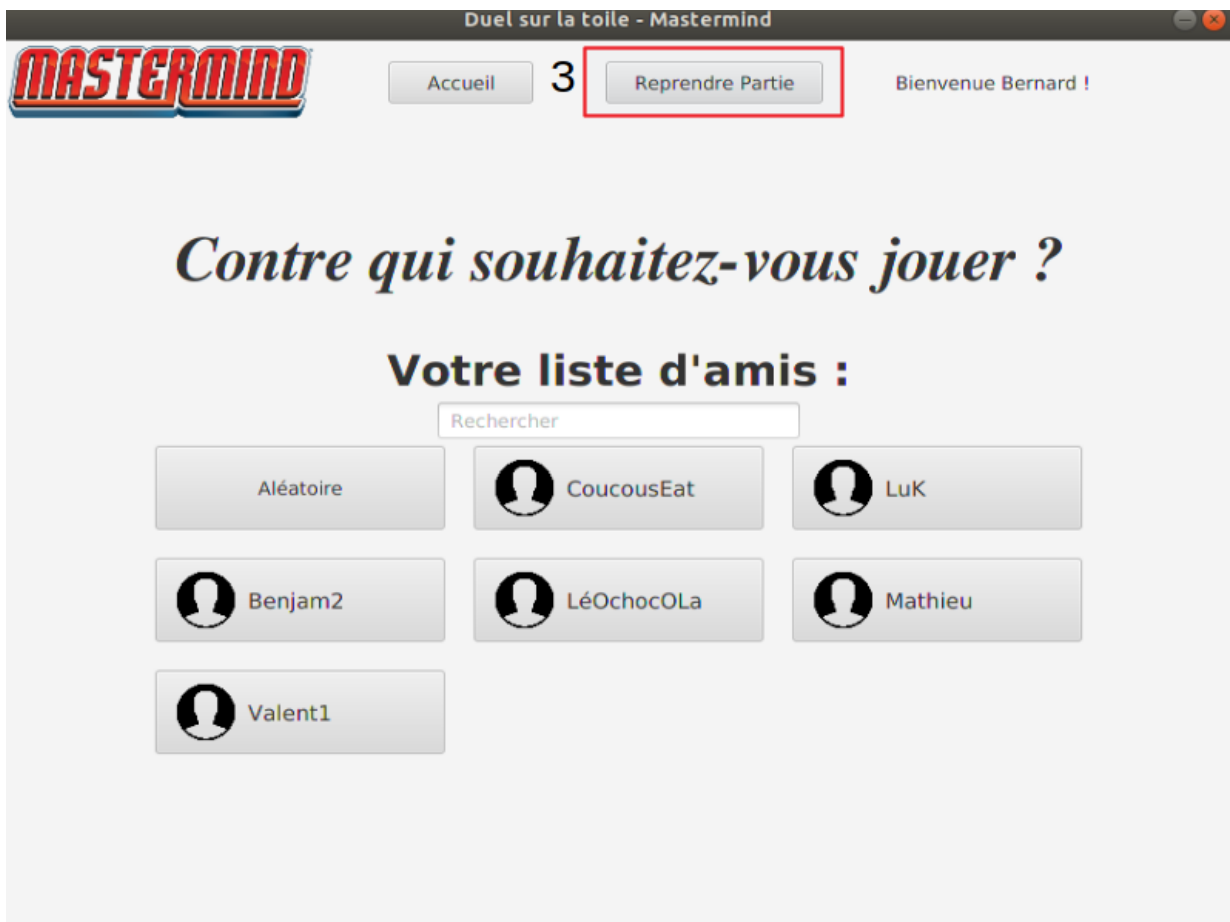 Duel sur la toile - Mastermind
MASTERMIND
Accueil 3 Reprendre Partie Bienvenue Bernard !
Contre qui souhaitez-vous jouer ?
Votre liste d'amis :
Rechercher
Aléatoire CoucousEat LuK
Benjam2 LéOchocOLa Mathieu
Valent1